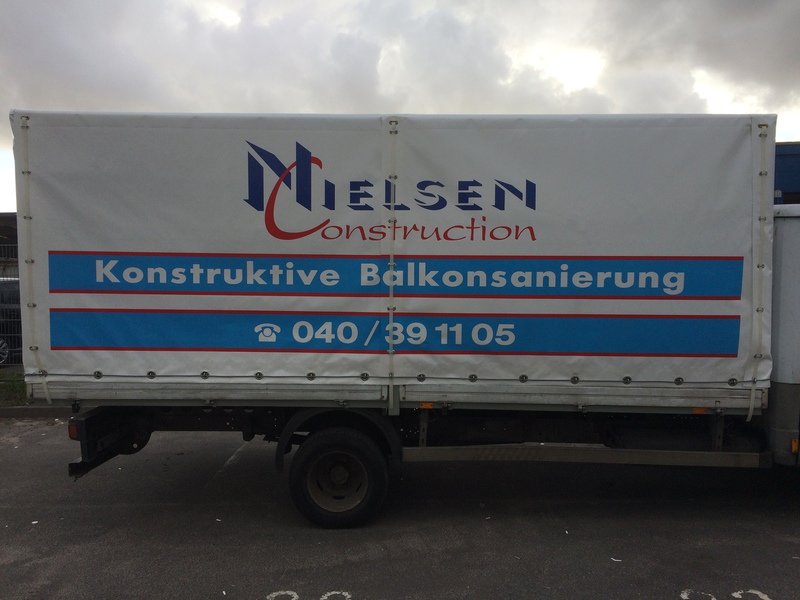 NIELSEN
Construction
Konstruktive Balkonsanierung
☎ 040/39 11 05